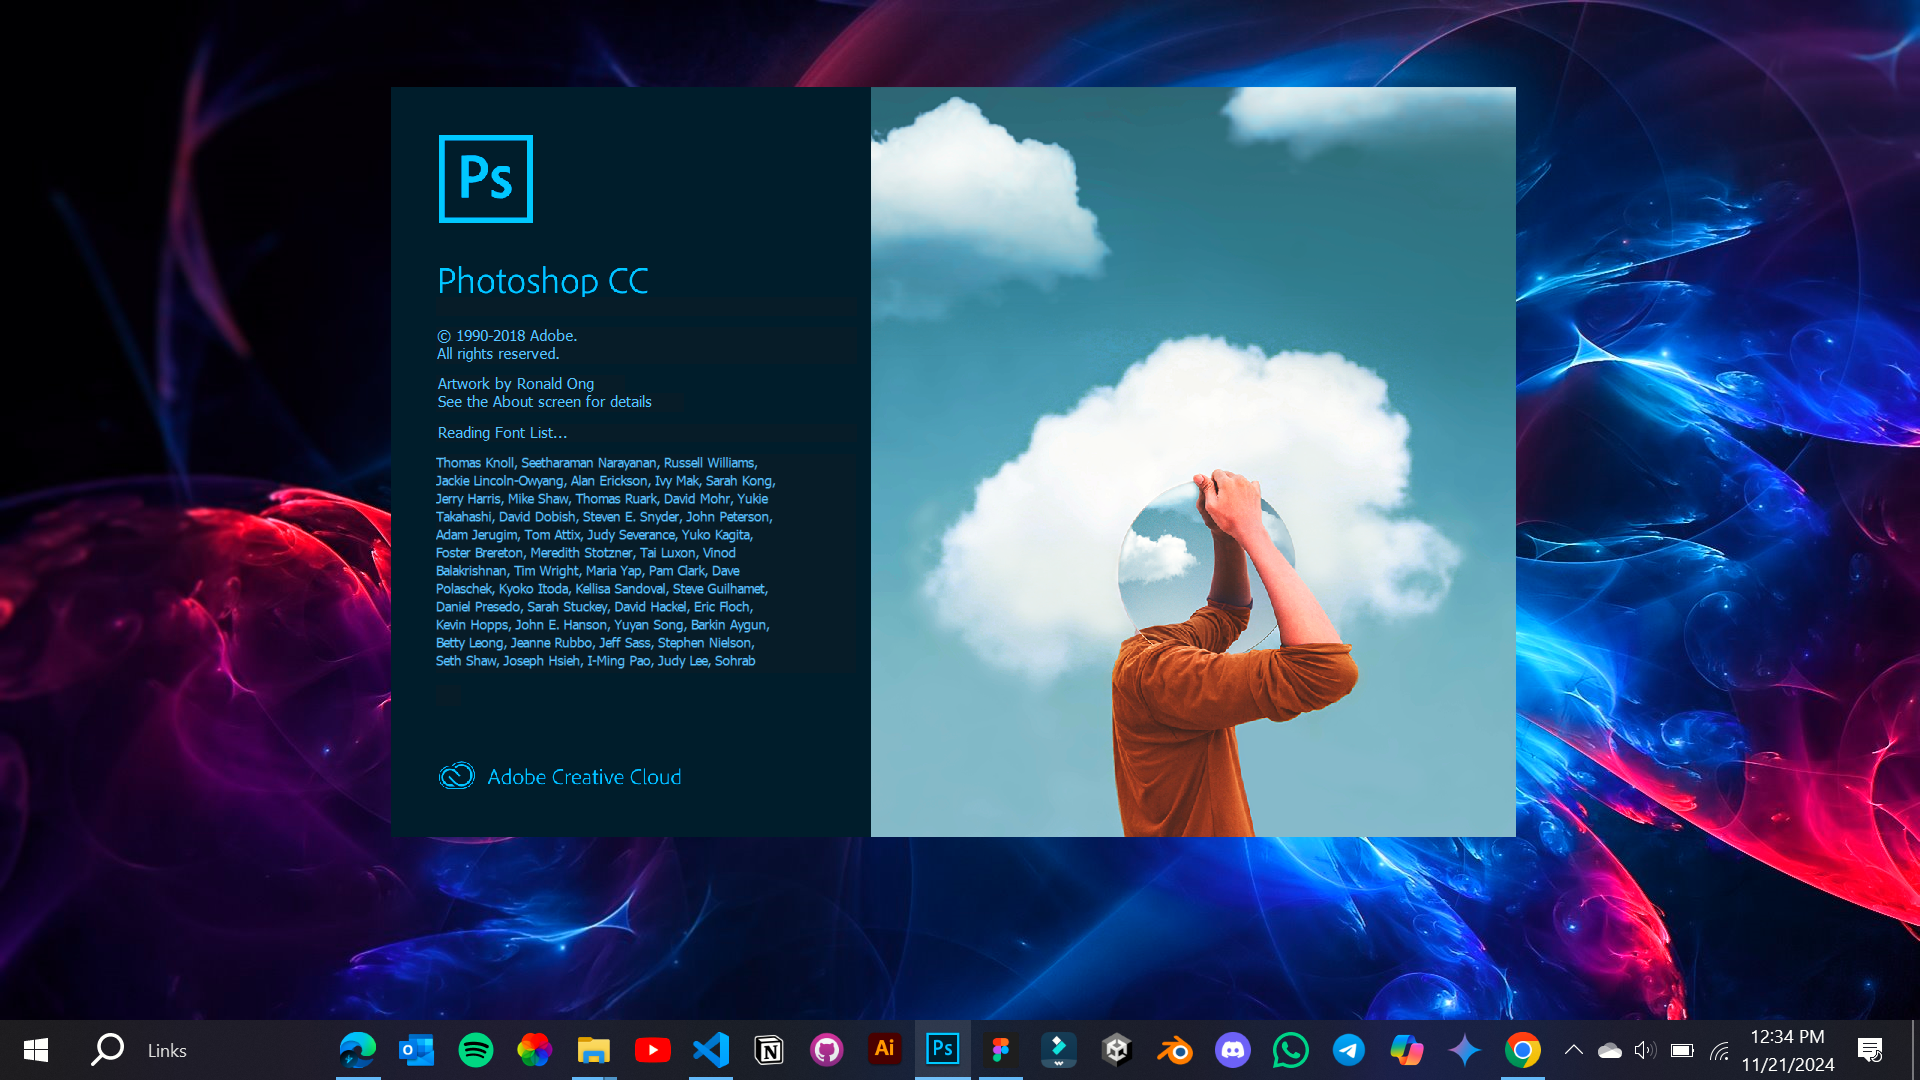 Ps
Photoshop CC
© 1990-2018 Adobe.
All rights reserved.
Artwork by Ronald Ong
See the About screen for details
Reading Font List...
Thomas Knoll, Seetharaman Narayanan, Russell Williams,
Jackie Lincoln-Owyang, Alan Erickson, Ivy Mak, Sarah Kong,
Jerry Harris, Mike Shaw, Thomas Ruark, David Mohr, Yukie
Takahashi, David Dobish, Steven E. Snyder, John Peterson,
Adam Jerugim, Tom Attix, Judy Severance, Yuko Kagita,
Foster Brereton, Meredith Stotzner, Tai Luxon, Vinod
Balakrishnan, Tim Wright, Maria Yap, Pam Clark, Dave
Polaschek, Kyoko Itoda, Kellisa Sandoval, Steve Guilhamet,
Daniel Presedo, Sarah Stuckey, David Hackel, Eric Floch,
Kevin Hopps, John E. Hanson, Yuyan Song, Barkin Aygun,
Betty Leong, Jeanne Rubbo, Jeff Sass, Stephen Nielson,
Seth Shaw, Joseph Hsieh, I-Ming Pao, Judy Lee, Sohrab
Adobe Creative Cloud
Links
Ai
Ps
12:34 PM
11/21/2024